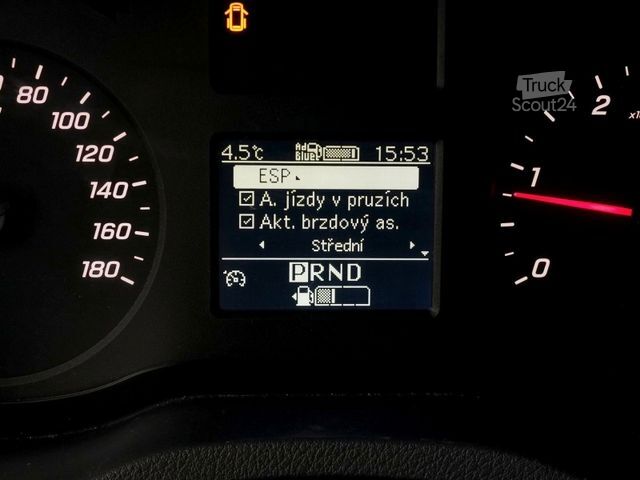 Truck
Scout24
80
100
120
140
160
180
4.5°C AdBlue 15:53
ESP
☑ A. jízdy v pruzích
☑ Akt. brzdový as.
Střední
PRND
2
1
0